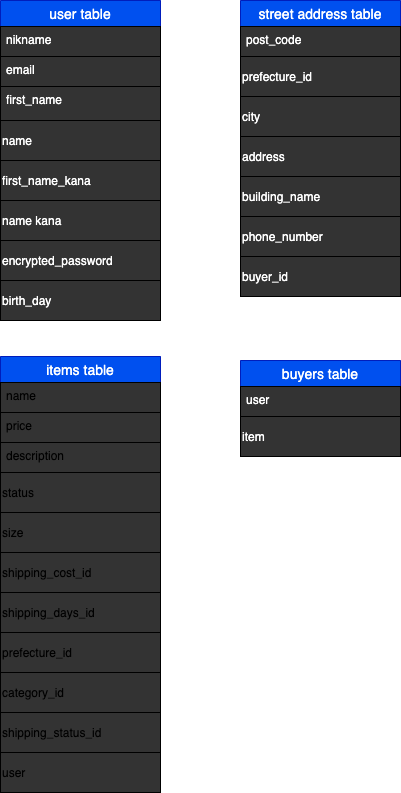 user table
nikname
email
first_name
name
first_name_kana
name kana
encrypted_password
birth_day
street address table
post_code
prefecture_id
city
address
building_name
phone_number
buyer_id
items table
name
price
description
status
size
shipping_cost_id
shipping_days_id
prefecture_id
category_id
shipping_status_id
user
buyers table
user
item